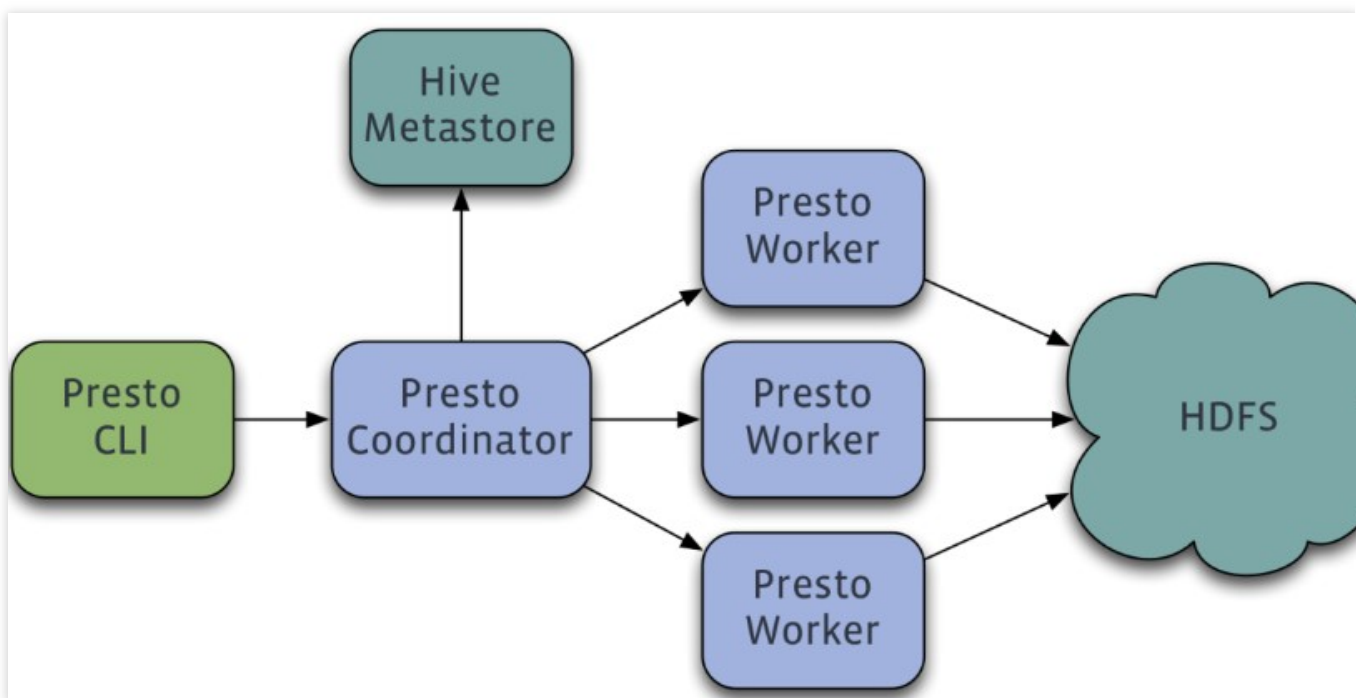 Hive
Metastore
Presto
Worker
Presto
CLI
Presto
Coordinator
Presto
Worker
HDFS
Presto
Worker